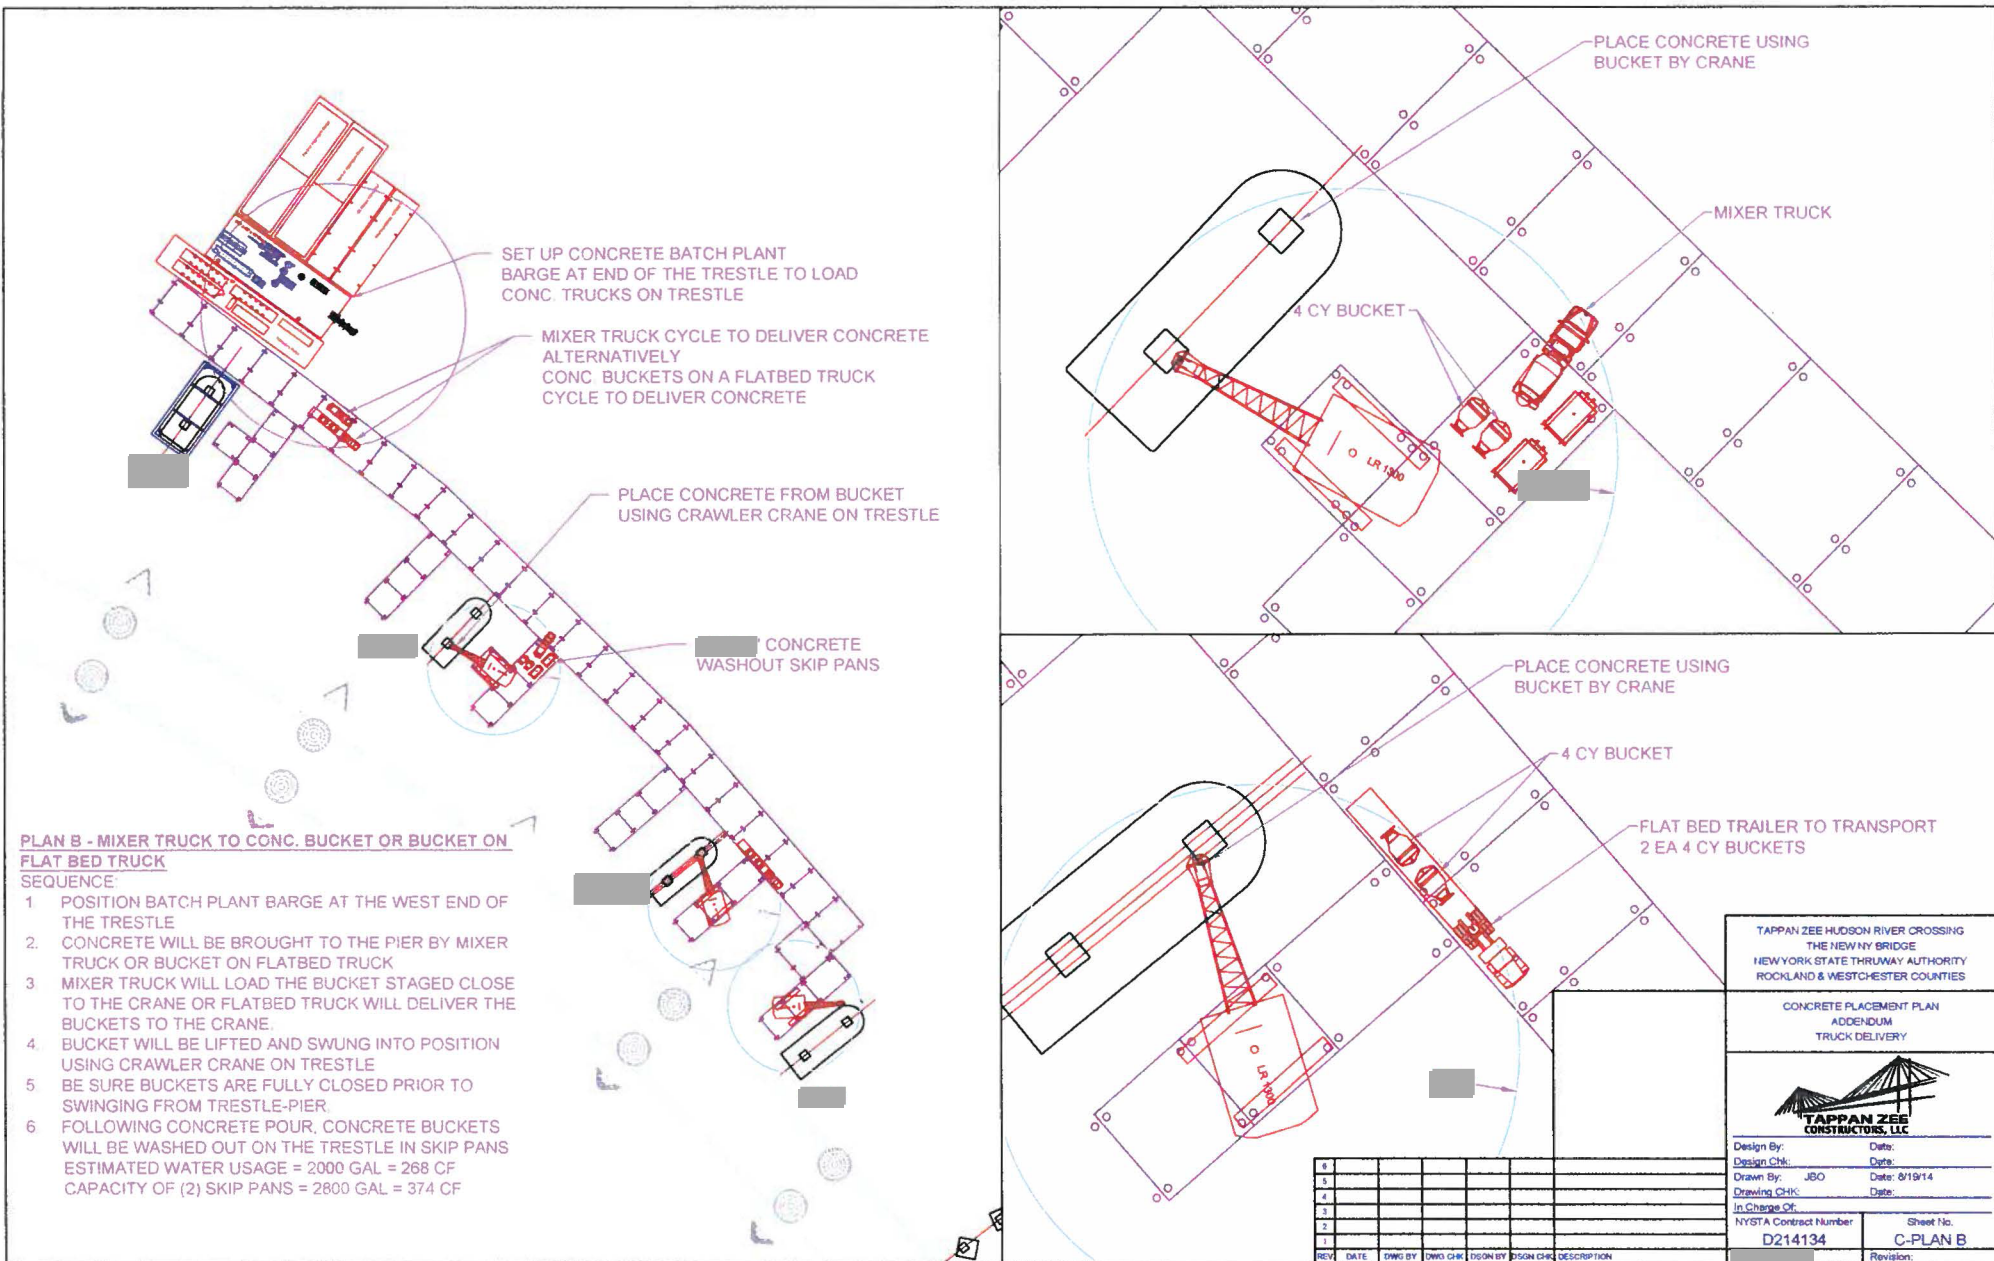 SET UP CONCRETE BATCH PLANT
BARGE AT END OF THE TRESTLE TO LOAD
CONC. TRUCKS ON TRESTLE
MIXER TRUCK CYCLE TO DELIVER CONCRETE
ALTERNATIVELY
CONC. BUCKETS ON A FLATBED TRUCK
CYCLE TO DELIVER CONCRETE
PLACE CONCRETE FROM BUCKET
USING CRAWLER CRANE ON TRESTLE
CONCRETE
WASHOUT SKIP PANS
PLAN B - MIXER TRUCK TO CONC. BUCKET OR BUCKET ON
FLAT BED TRUCK
SEQUENCE:
1 POSITION BATCH PLANT BARGE AT THE WEST END OF
THE TRESTLE
2. CONCRETE WILL BE BROUGHT TO THE PIER BY MIXER
TRUCK OR BUCKET ON FLATBED TRUCK
3 MIXER TRUCK WILL LOAD THE BUCKET STAGED CLOSE
TO THE CRANE OR FLATBED TRUCK WILL DELIVER THE
BUCKETS TO THE CRANE.
4. BUCKET WILL BE LIFTED AND SWUNG INTO POSITION
USING CRAWLER CRANE ON TRESTLE
5 BE SURE BUCKETS ARE FULLY CLOSED PRIOR TO
SWINGING FROM TRESTLE-PIER.
6. FOLLOWING CONCRETE POUR, CONCRETE BUCKETS
WILL BE WASHED OUT ON THE TRESTLE IN SKIP PANS
ESTIMATED WATER USAGE = 2000 GAL = 268 CF
CAPACITY OF (2) SKIP PANS = 2800 GAL = 374 CF
PLACE CONCRETE USING
BUCKET BY CRANE
MIXER TRUCK
4 CY BUCKET
LR 1300
PLACE CONCRETE USING
BUCKET BY CRANE
4 CY BUCKET
FLAT BED TRAILER TO TRANSPORT
2 EA 4 CY BUCKETS
LR 1300
6
5
4
3
2
1
REV. DATE DWG BY DWG CHK DSGN BY DSGN CHK DESCRIPTION
TAPPAN ZEE HUDSON RIVER CROSSING
THE NEW NY BRIDGE
NEW YORK STATE THRUWAY AUTHORITY
ROCKLAND & WESTCHESTER COUNTIES
CONCRETE PLACEMENT PLAN
ADDENDUM
TRUCK DELIVERY
TAPPAN ZEE
CONSTRUCTORS, LLC
Design By: Date:
Design Chk: Date:
Drawn By: JBO Date: 8/19/14
Drawing CHK: Date:
In Charge Of:
NYSTA Contract Number Sheet No.
D214134 C-PLAN B
Revision: